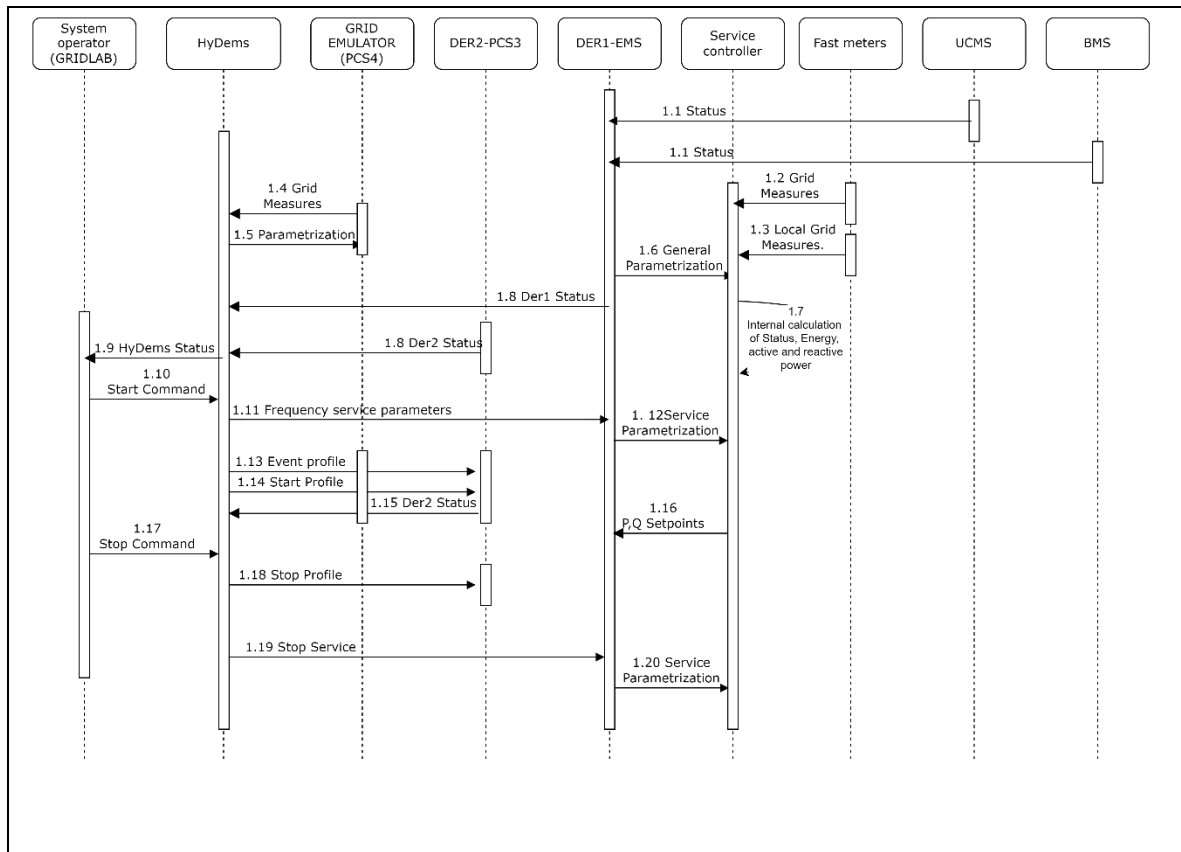 System
operator
(GRIDLAB)
HyDems
GRID
EMULATOR
(PCS4)
DER2-PCS3
DER1-EMS
Service
controller
Fast meters
UCMS
BMS
1.1 Status
1.1 Status
1.2 Grid
Measures
1.4 Grid
Measures
1.5 Parametrization
1.3 Local Grid
Measures.
1.6 General
Parametrization
1.8 Der1 Status
1.7
Internal calculation
of Status, Energy,
active and reactive
power
1.8 Der2 Status
1.9 HyDems Status
1.10
Start Command
1.11 Frequency service parameters
1. 12Service
Parametrization
1.13 Event profile
1.14 Start Profile
1.15 Der2 Status
1.16
P,Q Setpoints
1.17
Stop Command
1.18 Stop Profile
1.19 Stop Service
1.20 Service
Parametrization